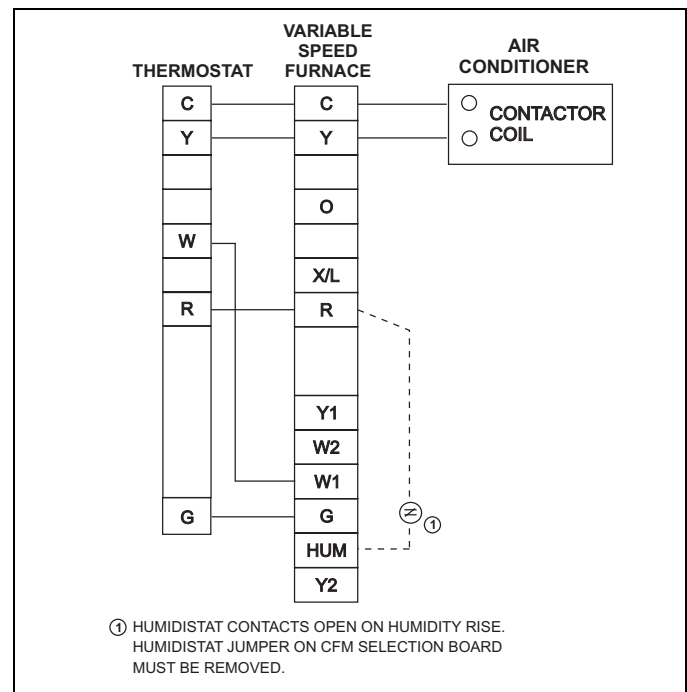 THERMOSTAT
C
Y
W
R
G
VARIABLE
SPEED
FURNACE
C
Y
O
X/L
R
Y1
W2
W1
G
HUM
Y2
AIR
CONDITIONER
CONTACTOR
COIL
1
1 HUMIDISTAT CONTACTS OPEN ON HUMIDITY RISE.
HUMIDISTAT JUMPER ON CFM SELECTION BOARD
MUST BE REMOVED.